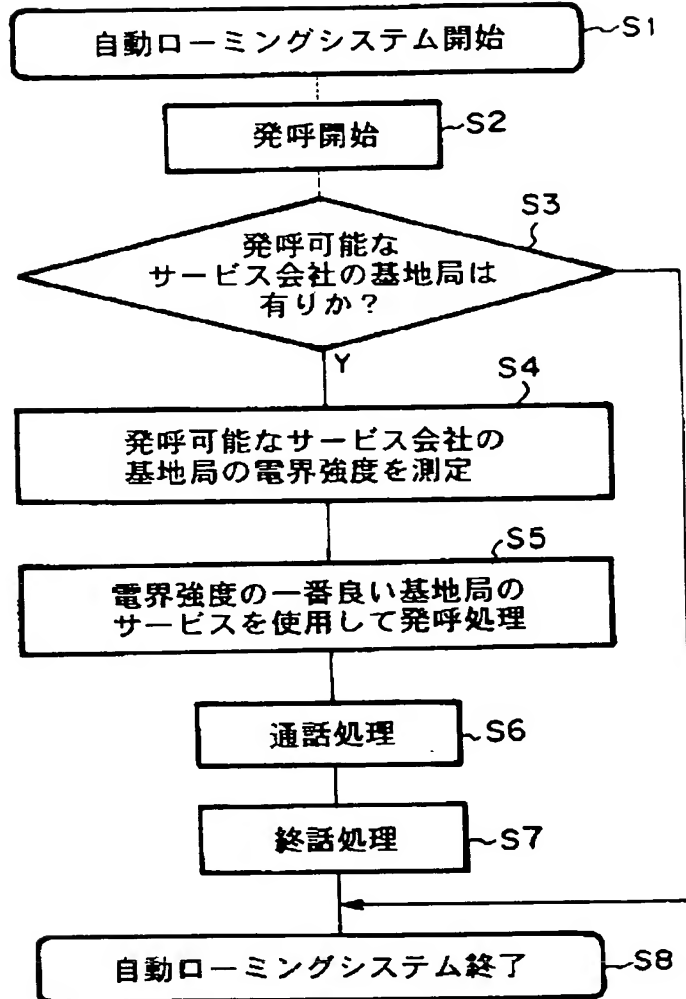 自動ローミングシステム開始
S1
発呼開始
S2
S3
発呼可能な
サービス会社の基地局は
有りか?
Y
S4
発呼可能なサービス会社の
基地局の電界強度を測定
S5
電界強度の一番良い基地局の
サービスを使用して発呼処理
通話処理
S6
終話処理
S7
自動ローミングシステム終了
S8